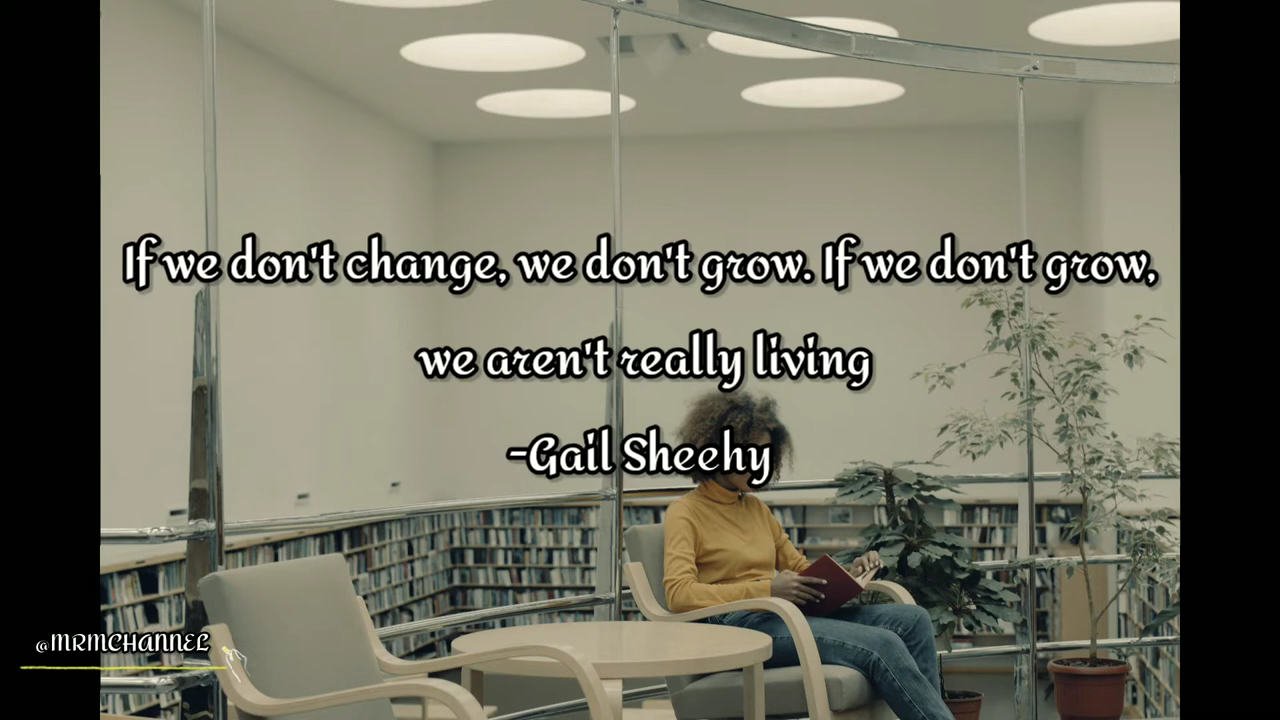 If we don't change, we don't grow. If we don't grow,
we aren't really living
-Gail Sheehy
@MRMCHANNEL